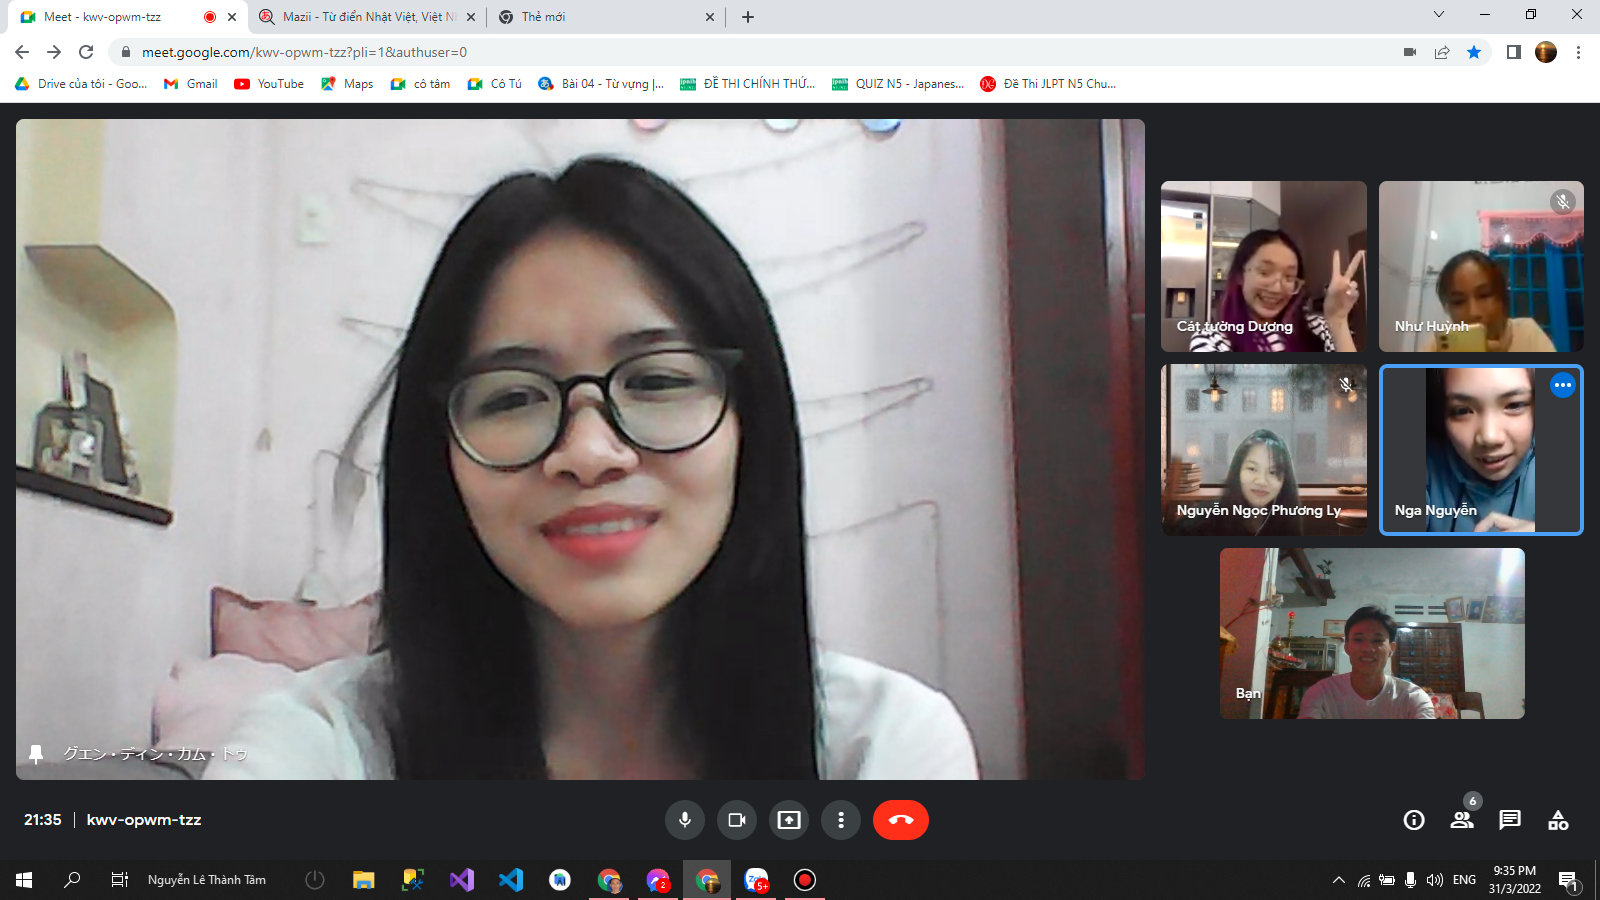 Meet - kwv-opwm-tzz
Mazii - Từ điển Nhật Việt, Việt Nh
Thẻ mới
meet.google.com/kwv-opwm-tzz?pli=1&authuser=0
Drive của tôi - Goo...
Gmail
YouTube
Maps
cô tâm
Cô Tú
Bài 04 - Từ vựng |...
ĐỀ THI CHÍNH THỨ...
QUIZ N5 - Japanes...
Đề Thi JLPT N5 Chu...
Cát tường Dương
Như Huỳnh
Nguyễn Ngọc Phương Ly
Nga Nguyễn
Bạn
グエン・ディン・カム・トゥ
21:35 | kwv-opwm-tzz
6
Nguyễn Lê Thành Tâm
AI
2
Zalo
5+
ENG
9:35 PM
31/3/2022
1